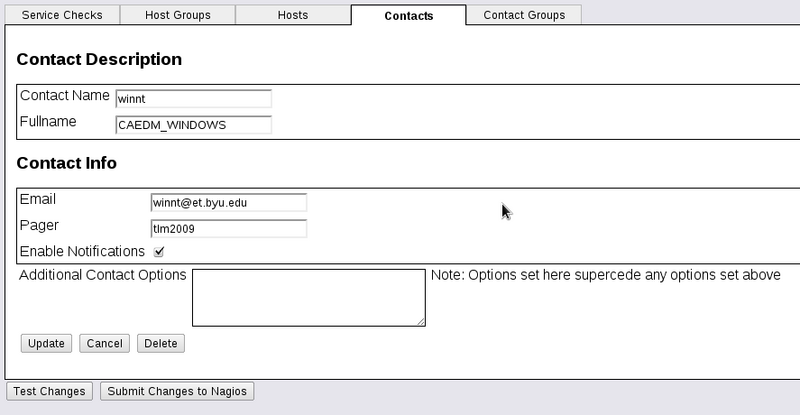 Service Checks Host Groups Hosts Contacts Contact Groups
Contact Description
Contact Name winnt
Fullname CAEDM_WINDOWS
Contact Info
Email winnt@et.byu.edu
Pager tlm2009
Enable Notifications
Additional Contact Options Note: Options set here supercede any options set above
Update Cancel Delete
Test Changes Submit Changes to Nagios